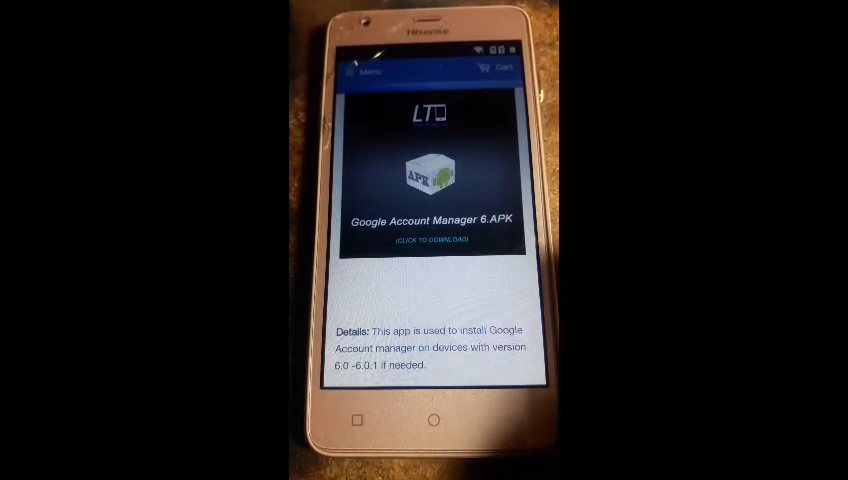 Hisense
Menu
Cart
LT
APK
Google Account Manager 6.APK
(CLICK TO DOWNLOAD)
Details: This app is used to install Google
Account manager on devices with version
6.0 -6.0.1 if needed.